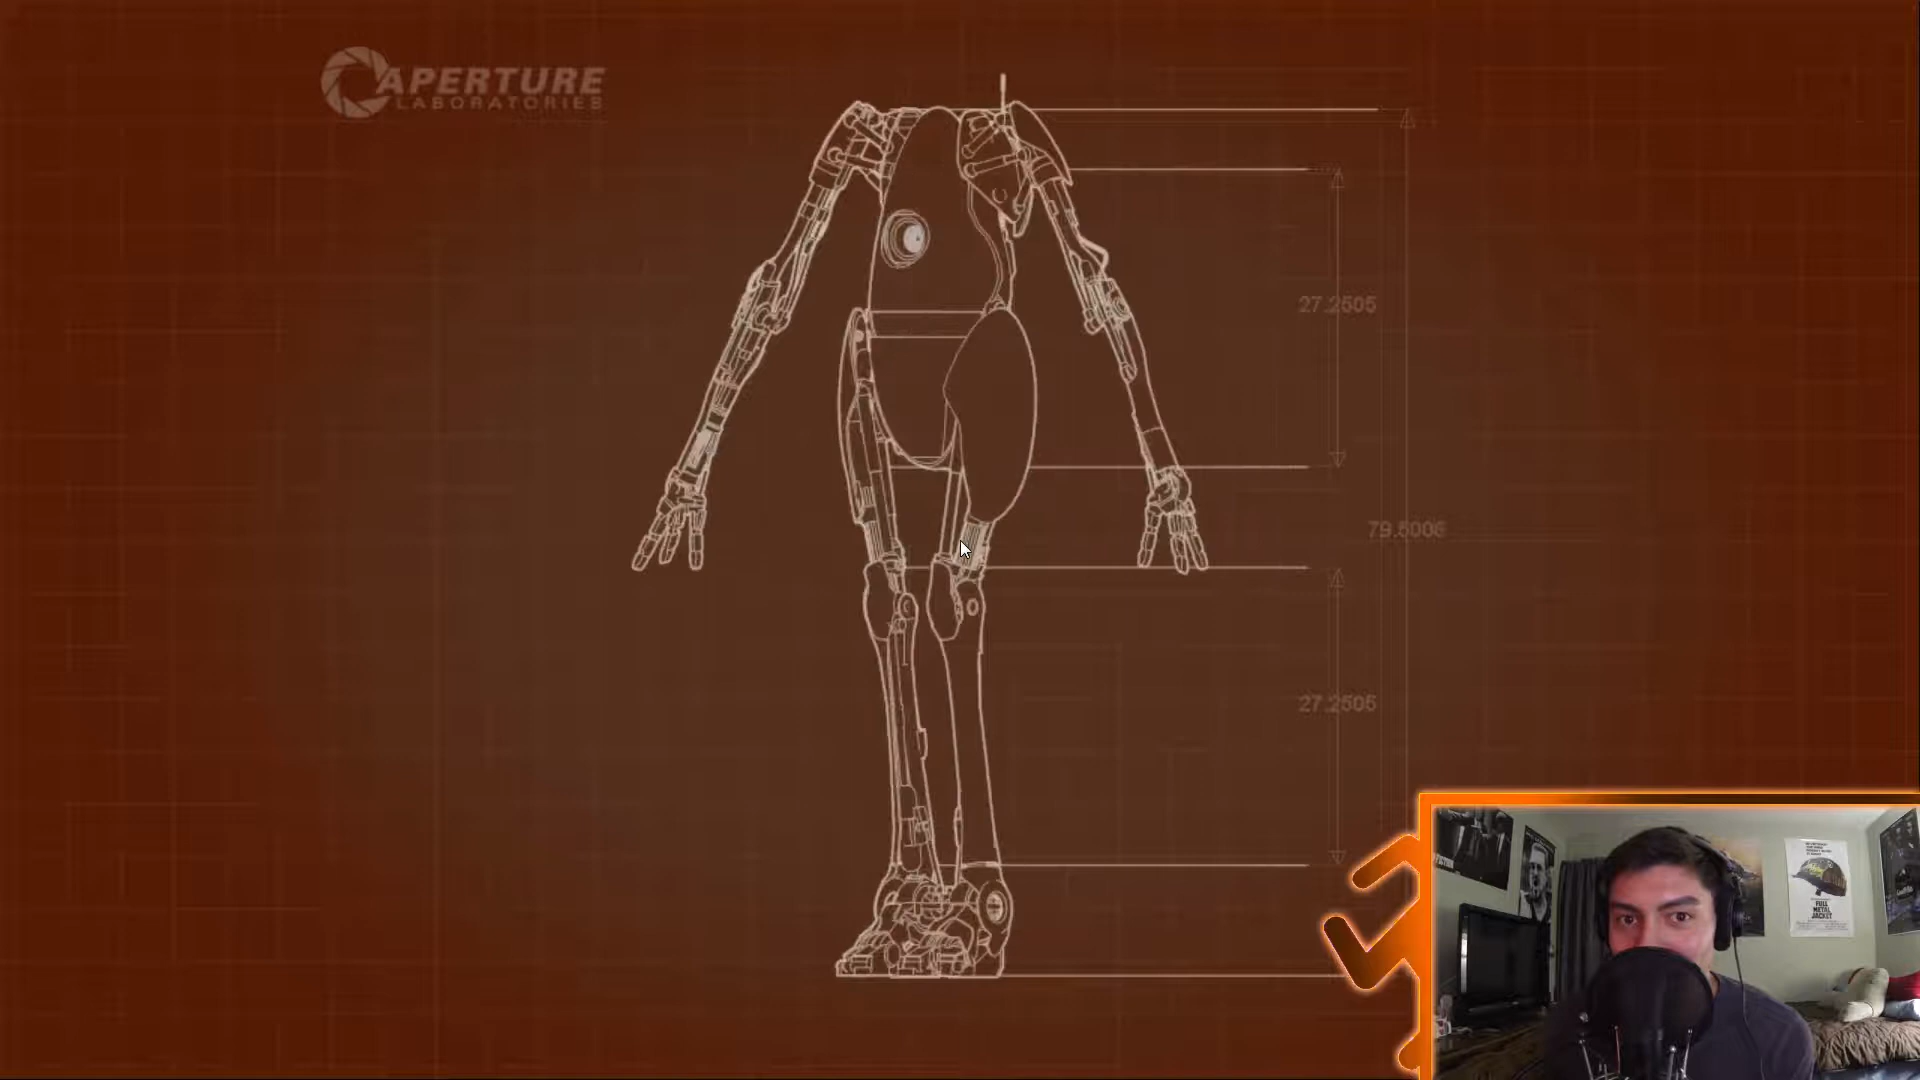 APERTURE
LABORATORIES
27.2505
79.5006
27.2505
FULL
METAL
JACKET